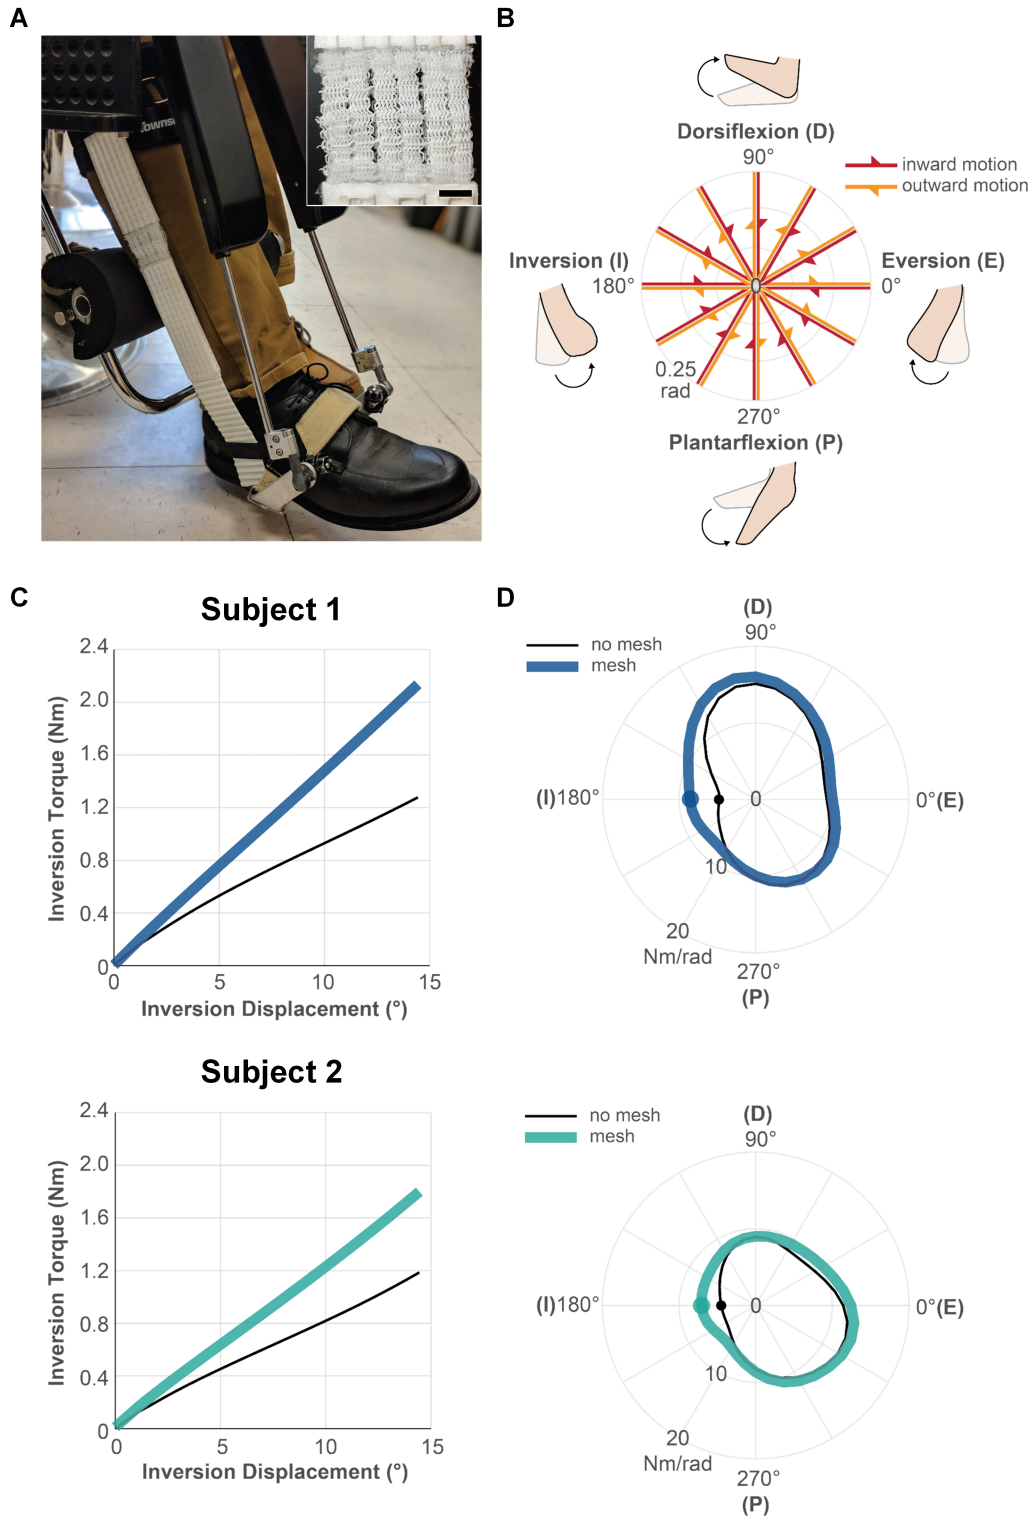 A
B
Townse
Dorsiflexion (D)
90°
inward motion
outward motion
Inversion (I)
180°
Eversion (E)
0°
0
0.25
rad
270°
Plantarflexion (P)
C
Subject 1
2.4
2.0
1.6
1.2
0.8
0.4
0
0
5
10
15
Inversion Torque (Nm)
Inversion Displacement (°)
D
(D)
90°
no mesh
mesh
(I)180°
0
0°(E)
10
20
Nm/rad
270°
(P)
Subject 2
2.4
2.0
1.6
1.2
0.8
0.4
0
0
5
10
15
Inversion Torque (Nm)
Inversion Displacement (°)
(D)
90°
no mesh
mesh
(I)180°
0
0°(E)
10
20
Nm/rad
270°
(P)